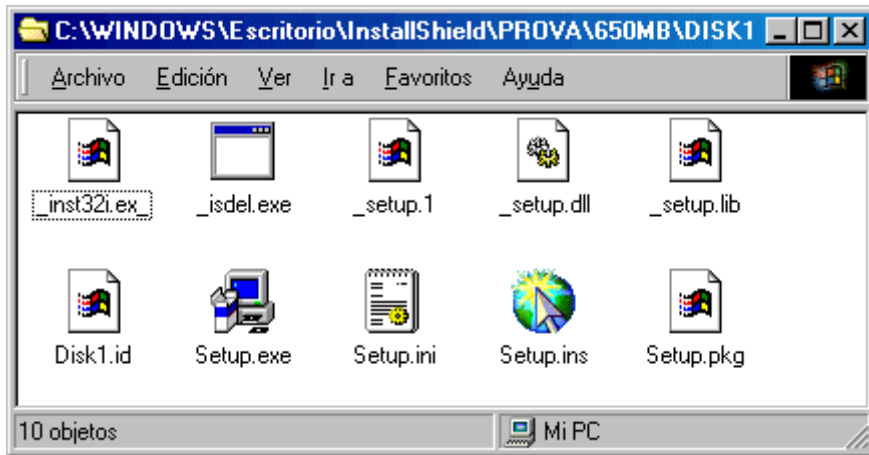 C:\WINDOWS\Escritorio\InstallShield\PROVA\650MB\DISK1
Archivo Edición Ver Ir a Favoritos Ayuda
_inst32i.ex_ _isdel.exe _setup.1 _setup.dll _setup.lib
Disk1.id Setup.exe Setup.ini Setup.ins Setup.pkg
10 objetos Mi PC